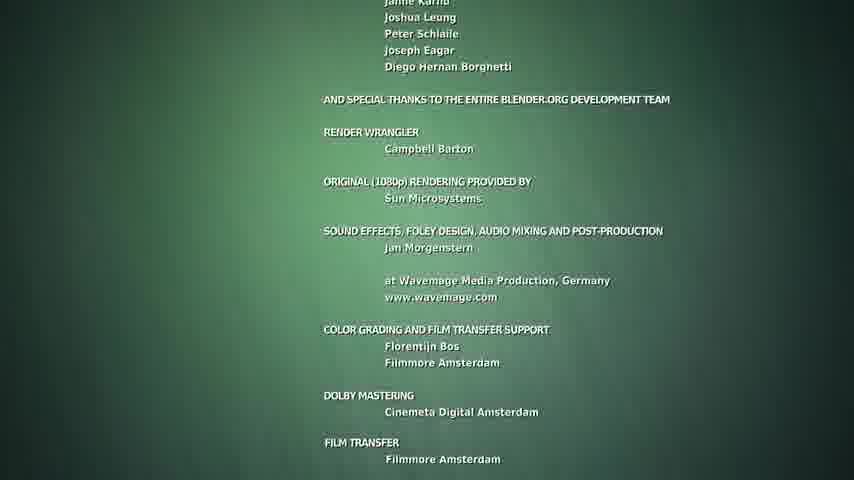 Joshua Leung
Peter Schlaile
Joseph Eagar
Diego Hernan Borghetti
AND SPECIAL THANKS TO THE ENTIRE BLENDER.ORG DEVELOPMENT TEAM
RENDER WRANGLER
Campbell Barton
ORIGINAL (1080p) RENDERING PROVIDED BY
Sun Microsystems
SOUND EFFECTS, FOLEY DESIGN, AUDIO MIXING AND POST-PRODUCTION
Jan Morgenstern
at Wavemage Media Production, Germany
www.wavemage.com
COLOR GRADING AND FILM TRANSFER SUPPORT
Florentijn Bos
Filmmore Amsterdam
DOLBY MASTERING
Cinemeta Digital Amsterdam
FILM TRANSFER
Filmmore Amsterdam